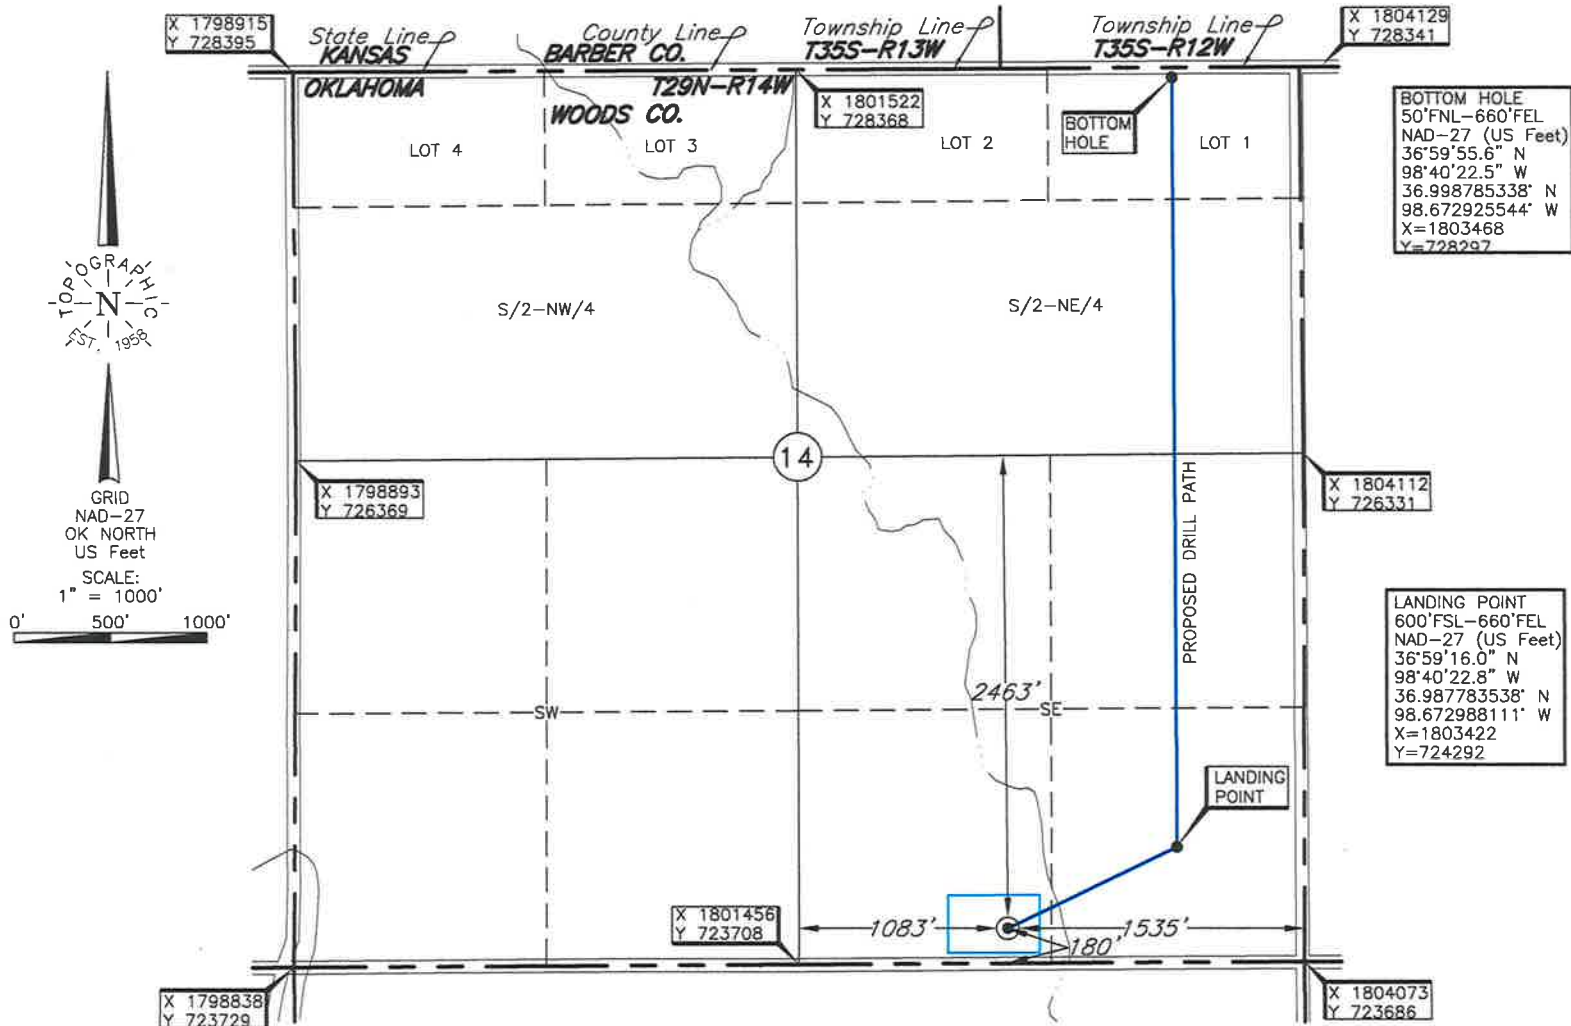 X 1798915
Y 728395
State Line
KANSAS
OKLAHOMA
County Line
BARBER CO.
T29N-R14W
WOODS CO.
Township Line
T35S-R13W
Township Line
T35S-R12W
X 1804129
Y 728341
X 1801522
Y 728368
BOTTOM
HOLE
LOT 4
LOT 3
LOT 2
LOT 1
BOTTOM HOLE
50'FNL-660'FEL
NAD-27 (US Feet)
36°59'55.6" N
98°40'22.5" W
36.998785338° N
98.672925544° W
X=1803468
Y=728297
TOPOGRAPHIC
N
EST. 1958
S/2-NW/4
S/2-NE/4
14
X 1798893
Y 726369
X 1804112
Y 726331
GRID
NAD-27
OK NORTH
US Feet
SCALE:
1" = 1000'
0' 500' 1000'
PROPOSED DRILL PATH
LANDING POINT
600'FSL-660'FEL
NAD-27 (US Feet)
36°59'16.0" N
98°40'22.8" W
36.987783538° N
98.672988111° W
X=1803422
Y=724292
2463'
SW
SE
LANDING
POINT
X 1801456
Y 723708
1083'
1535'
180'
X 1798838
Y 723729
X 1804073
Y 723686